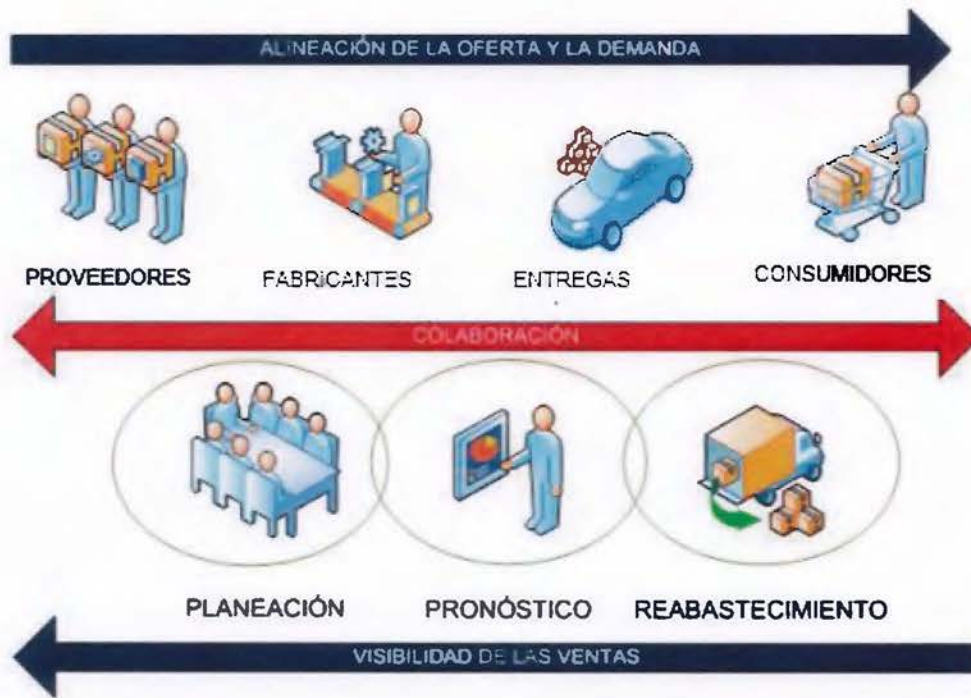 ALINEACIÓN DE LA OFERTA Y LA DEMANDA
PROVEEDORES FABRICANTES ENTREGAS CONSUMIDORES
COLABORACIÓN
PLANEACIÓN PRONÓSTICO REABASTECIMIENTO
VISIBILIDAD DE LAS VENTAS